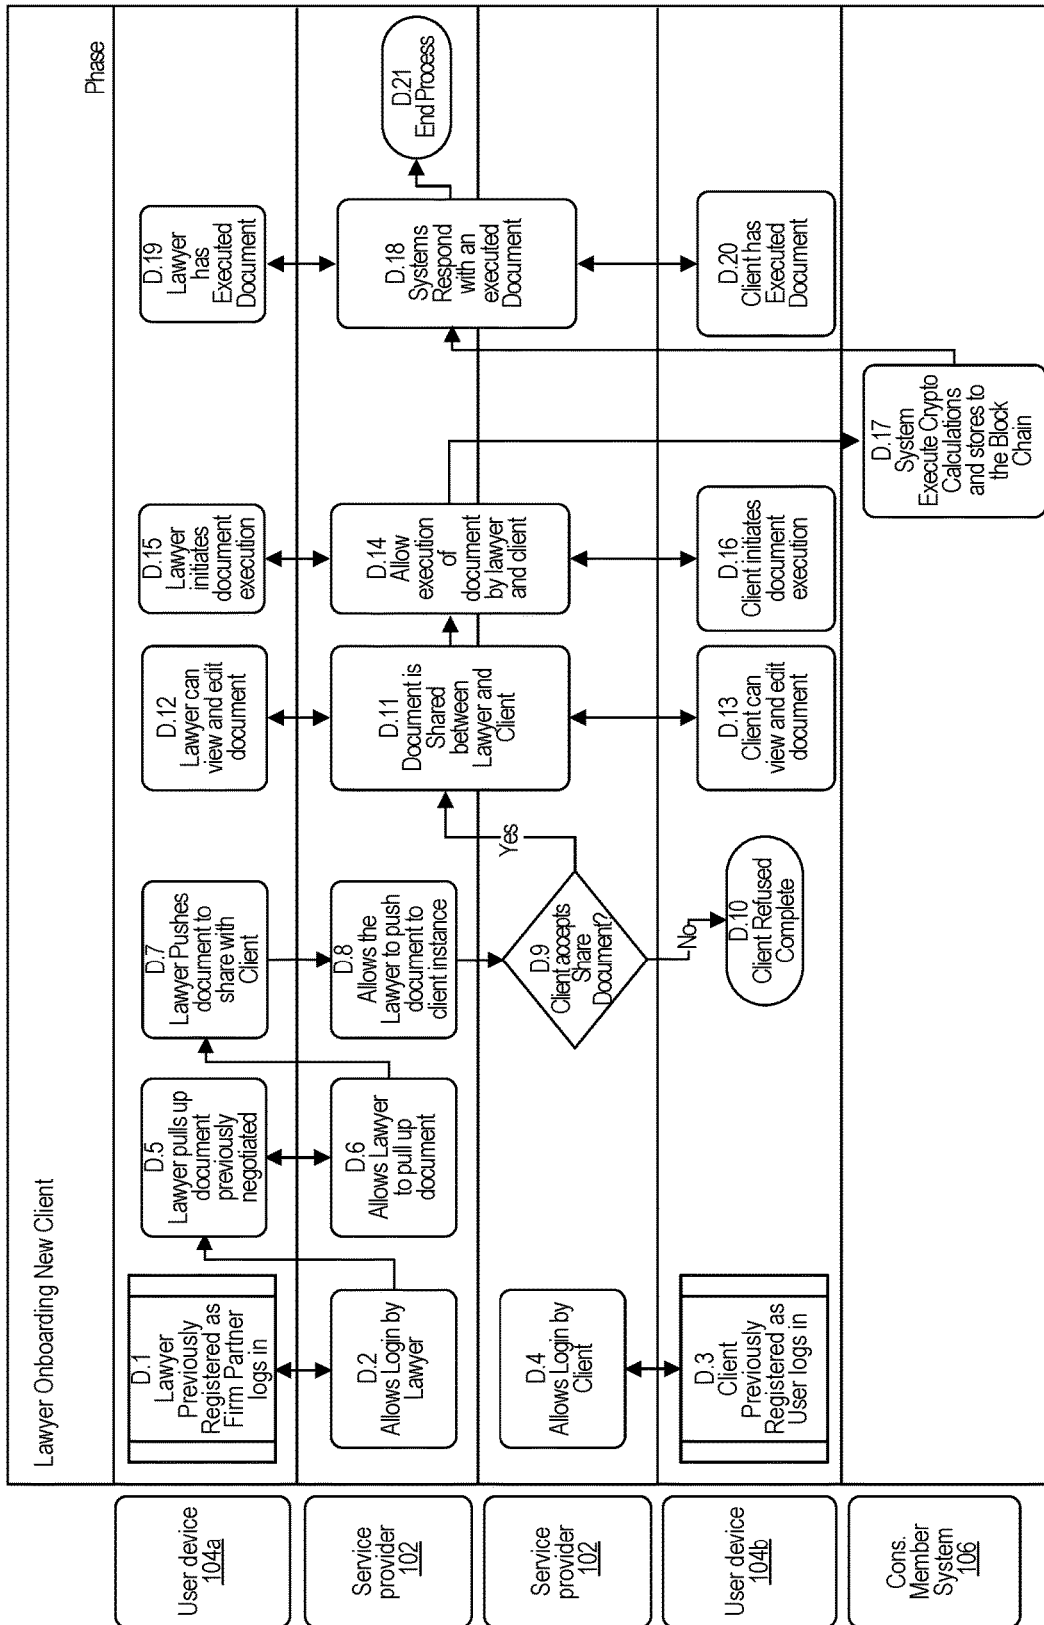 Lawyer Onboarding New Client
Phase
User device
104a
Service
provider
102
Service
provider
102
User device
104b
Cons.
Member
System
106
D.1
Lawyer
Previously
Registered as
Firm Partner
logs in
D.2
Allows Login by
Lawyer
D.4
Allows Login by
Client
D.3
Client
Previously
Registered as
User logs in
D.5
Lawyer pulls up
document
previously
negotiated
D.6
Allows Lawyer
to pull up
document
D.7
Lawyer Pushes
document to
share with
Client
D.8
Allows the
Lawyer to push
document to
client instance
D.9
Client accepts
Share
Document?
Yes
No
D.10
Client Refused
Complete
D.12
Lawyer can
view and edit
document
D.11
Document is
Shared
between
Lawyer and
Client
D.13
Client can
view and edit
document
D.15
Lawyer
initiates
document
execution
D.14
Allow
execution
of
document
by lawyer
and client
D.16
Client initiates
document
execution
D.17
System
Execute Crypto
Calculations
and stores to
the Block
Chain
D.19
Lawyer
has
Executed
Document
D.18
Systems
Respond
with an
executed
Document
D.20
Client has
Executed
Document
D.21
End Process